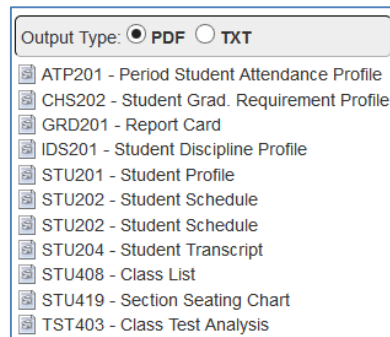 Output Type: PDF TXT
ATP201 - Period Student Attendance Profile
CHS202 - Student Grad. Requirement Profile
GRD201 - Report Card
IDS201 - Student Discipline Profile
STU201 - Student Profile
STU202 - Student Schedule
STU202 - Student Schedule
STU204 - Student Transcript
STU408 - Class List
STU419 - Section Seating Chart
TST403 - Class Test Analysis